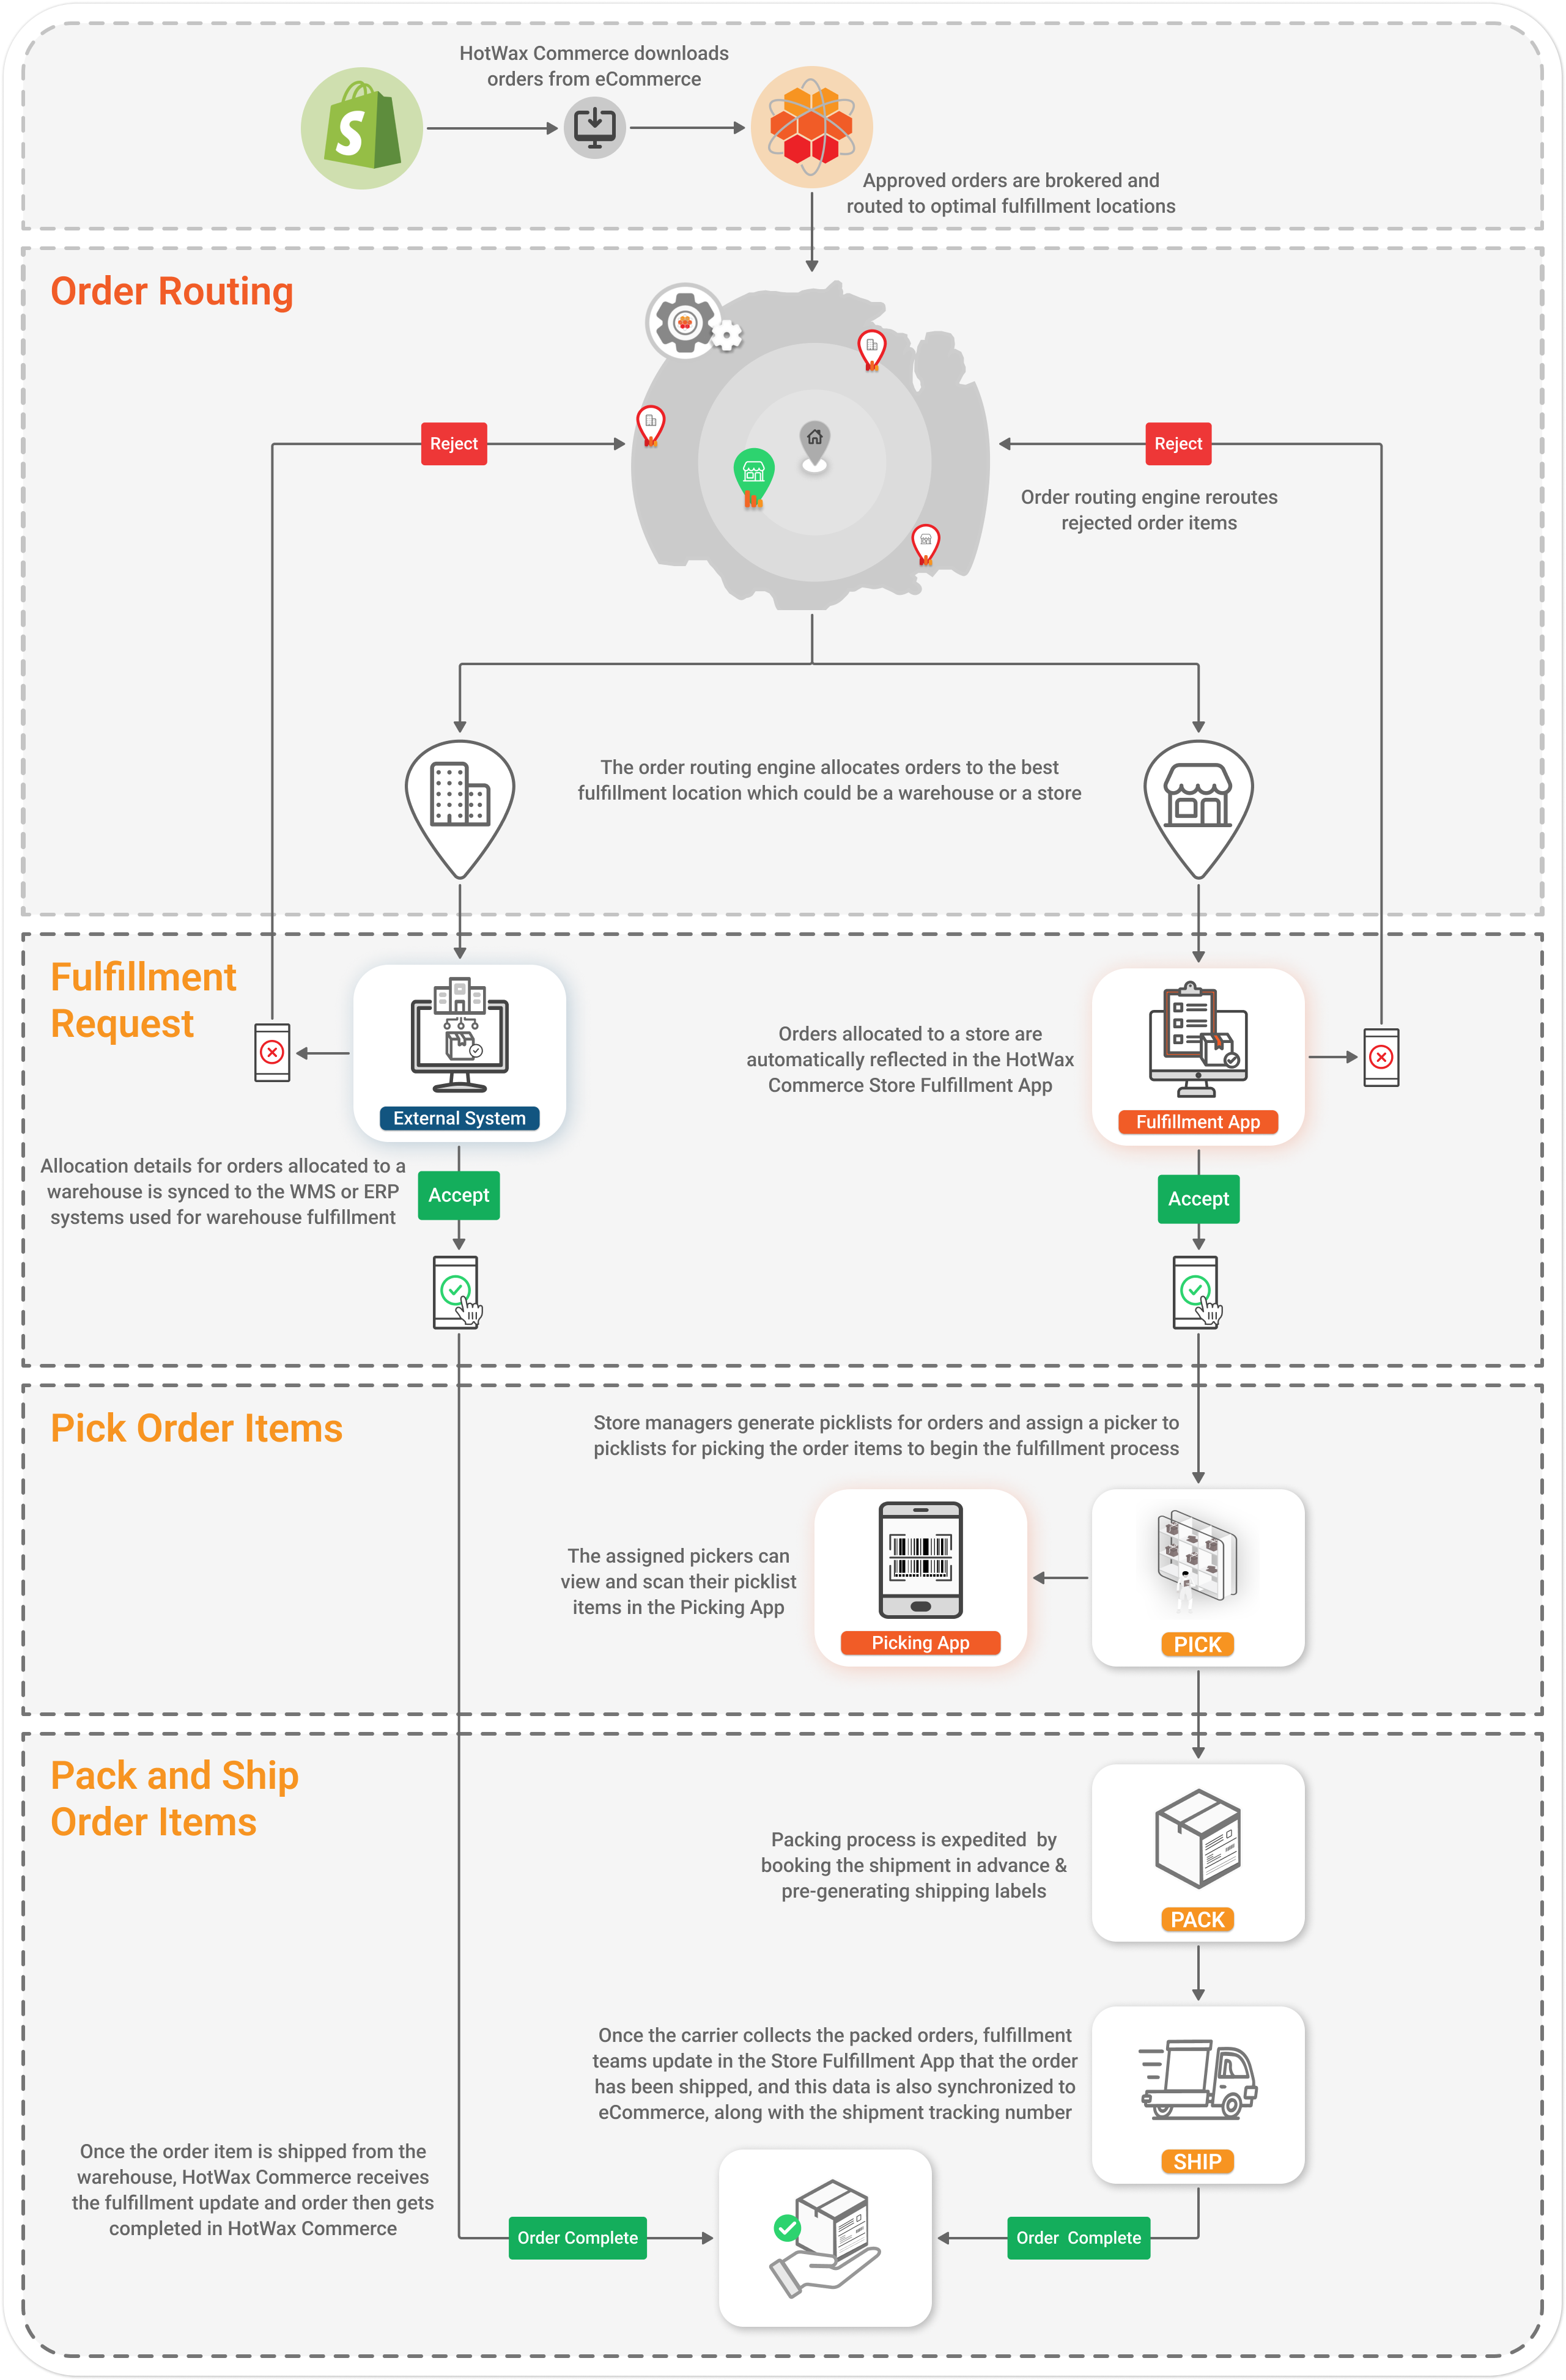 HotWax Commerce downloads
orders from eCommerce
S
Approved orders are brokered and
routed to optimal fulfillment locations
Order Routing
Reject
Reject
Order routing engine reroutes
rejected order items
The order routing engine allocates orders to the best
fulfillment location which could be a warehouse or a store
Fulfillment
Request
External System
Orders allocated to a store are
automatically reflected in the HotWax
Commerce Store Fulfillment App
Fulfillment App
Allocation details for orders allocated to a
warehouse is synced to the WMS or ERP
systems used for warehouse fulfillment
Accept
Accept
Pick Order Items
Store managers generate picklists for orders and assign a picker to
picklists for picking the order items to begin the fulfillment process
The assigned pickers can
view and scan their picklist
items in the Picking App
Picking App
PICK
Pack and Ship
Order Items
Packing process is expedited by
booking the shipment in advance &
pre-generating shipping labels
PACK
Once the carrier collects the packed orders, fulfillment
teams update in the Store Fulfillment App that the order
has been shipped, and this data is also synchronized to
eCommerce, along with the shipment tracking number
SHIP
Once the order item is shipped from the
warehouse, HotWax Commerce receives
the fulfillment update and order then gets
completed in HotWax Commerce
Order Complete
Order Complete